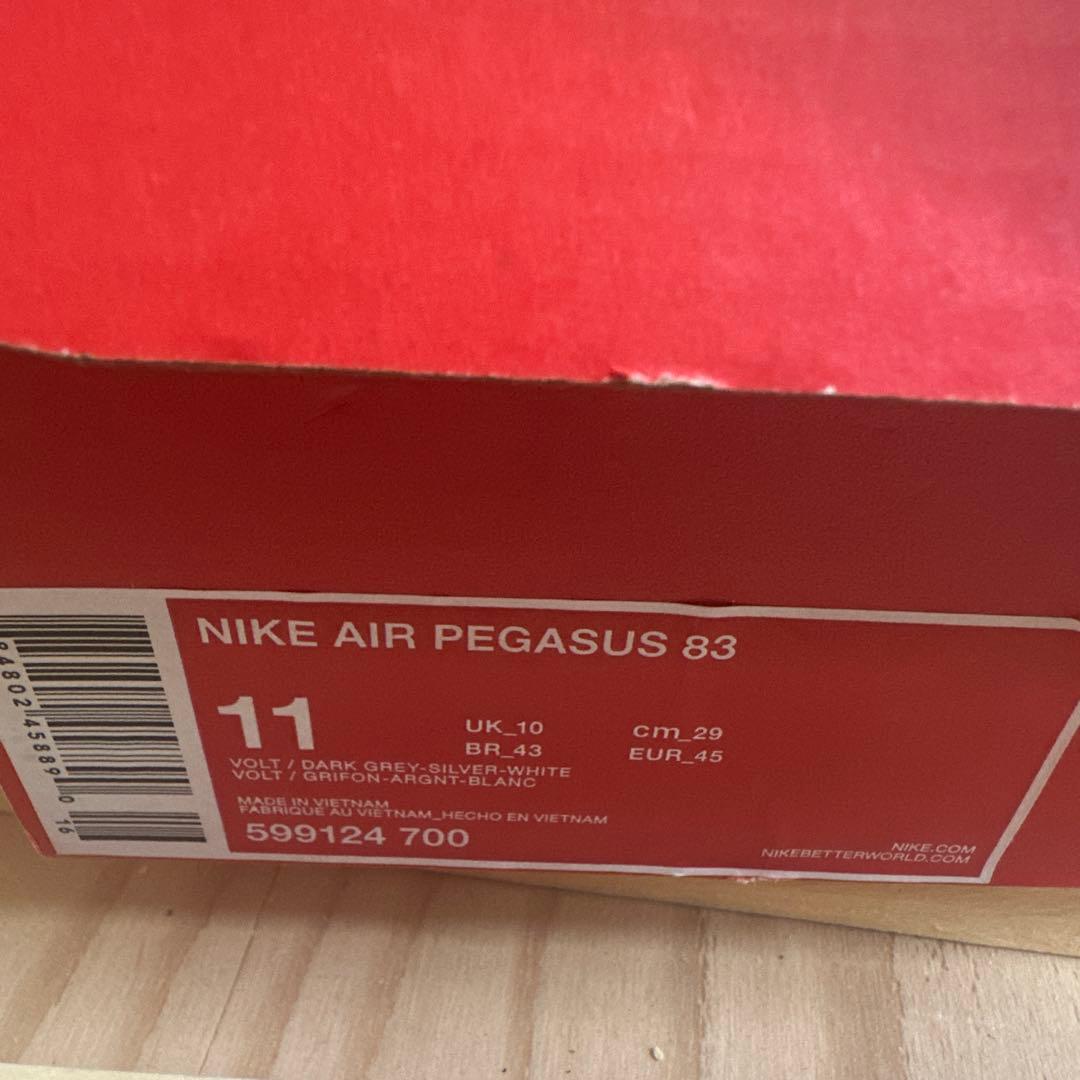 NIKE AIR PEGASUS 83
11
UK_10
cm_29
BR_43
EUR_45
VOLT / DARK GREY-SILVER-WHITE
VOLT / GRIFON-ARGNT-BLANC
MADE IN VIETNAM
FABRIQUE AU VIETNAM_HECHO EN VIETNAM
599124 700
NIKE.COM
NIKEBETTERWORLD.COM